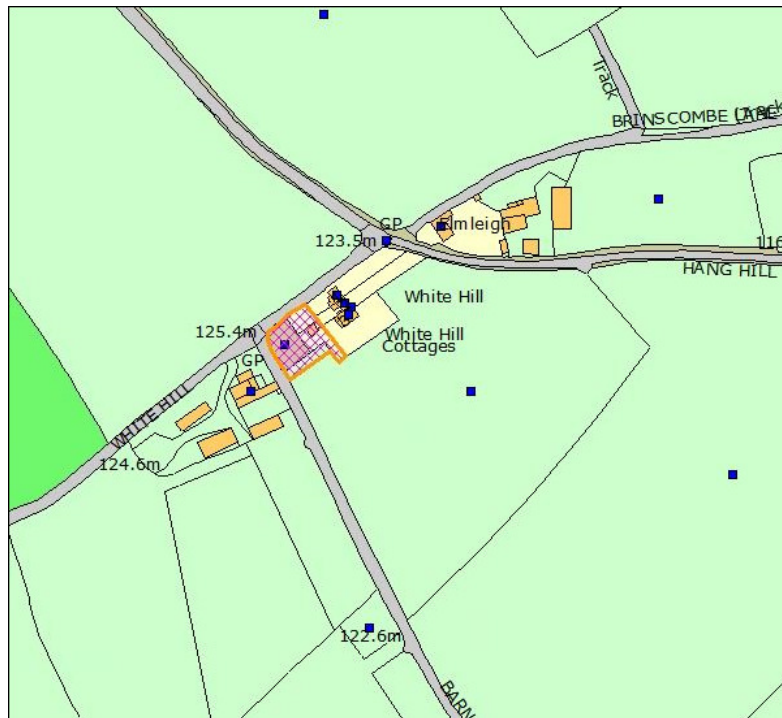 Track
BRINSCOMBE LANE
(Track
GP
Elmleigh
123.5m
116
HANG HILL
White Hill
125.4m
White Hill
Cottages
GP
WHITE HILL
124.6m
122.6m
BARN